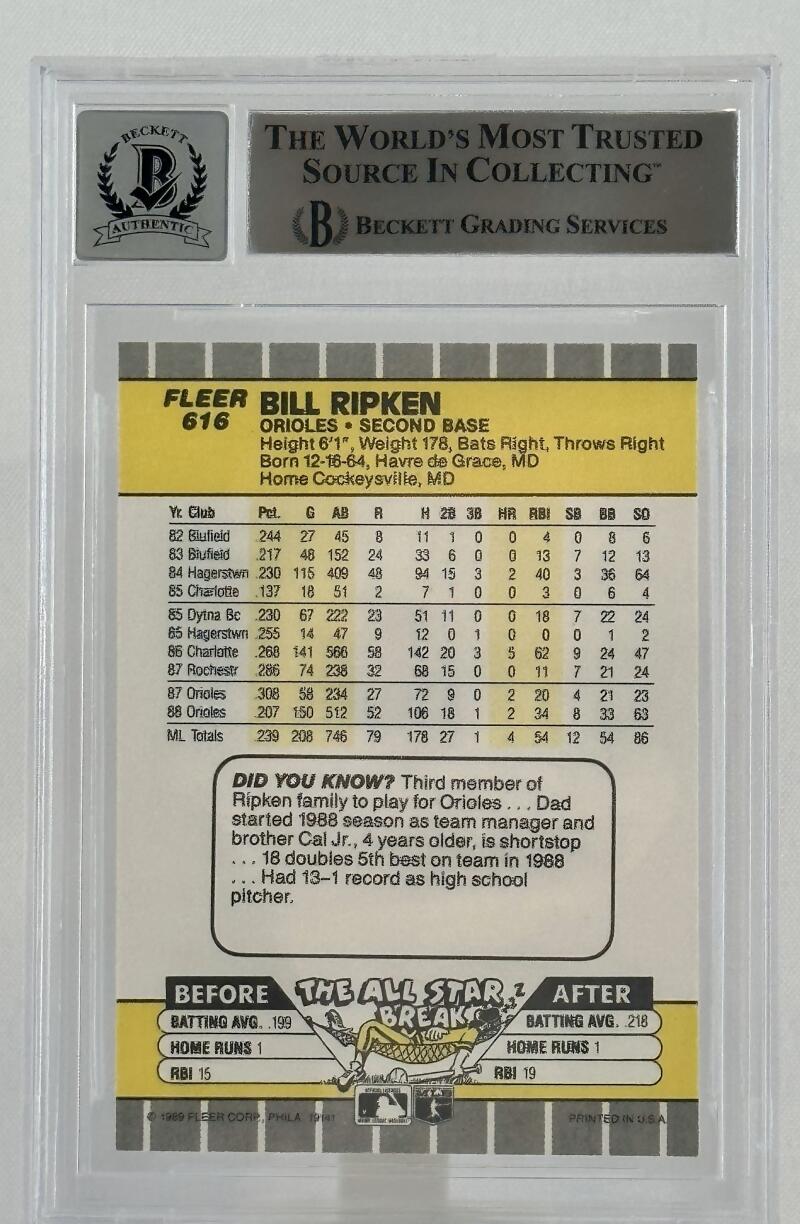 BECKETT
B
AUTHENTIC
THE WORLD'S MOST TRUSTED
SOURCE IN COLLECTING™
B BECKETT GRADING SERVICES
FLEER
616
BILL RIPKEN
ORIOLES • SECOND BASE
Height 6'1", Weight 178, Bats Right, Throws Right
Born 12-16-64, Havre de Grace, MD
Home Cockeysville, MD
Yr. Club Pct. G AB R H 2B 3B HR RBI SB BB SO
82 Blufield .244 27 45 8 11 1 0 0 4 0 8 6
83 Blufield .217 48 152 24 33 6 0 0 13 7 12 13
84 Hagerstwn .230 115 409 48 94 15 3 2 40 3 36 64
85 Charlotte .137 18 51 2 7 1 0 0 3 0 6 4
85 Dytna Bc .230 67 222 23 51 11 0 0 18 7 22 24
85 Hagerstwn .255 14 47 9 12 0 1 0 0 0 1 2
86 Charlotte .268 141 566 58 142 20 3 5 62 9 24 47
87 Rochestr .286 74 238 32 68 15 0 0 11 7 21 24
87 Orioles .308 58 234 27 72 9 0 2 20 4 21 23
88 Orioles .207 150 512 52 106 18 1 2 34 8 33 63
ML Totals .239 208 746 79 178 27 1 4 54 12 54 86
DID YOU KNOW? Third member of
Ripken family to play for Orioles . . . Dad
started 1988 season as team manager and
brother Cal Jr., 4 years older, is shortstop
. . . 18 doubles 5th best on team in 1988
. . . Had 13–1 record as high school
pitcher.
BEFORE THE ALL STAR BREAK AFTER
BATTING AVG. .199 BATTING AVG. .218
HOME RUNS 1 HOME RUNS 1
RBI 15 RBI 19
© 1989 FLEER CORP., PHILA. 19141 PRINTED IN U.S.A.